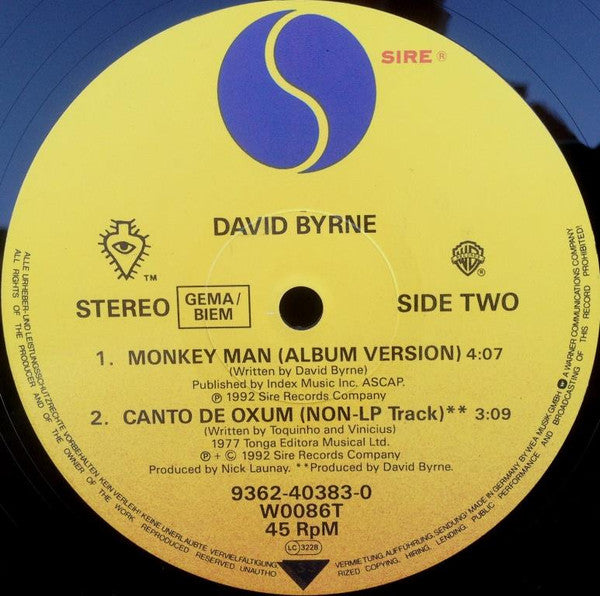 SIRE ®
DAVID BYRNE
TM
STEREO
GEMA/
BIEM
®
SIDE TWO
1. MONKEY MAN (ALBUM VERSION) 4:07
(Written by David Byrne)
Published by Index Music Inc. ASCAP.
℗ 1992 Sire Records Company
2. CANTO DE OXUM (NON-LP Track)** 3:09
(Written by Toquinho and Vinicius)
1977 Tonga Editora Musical Ltd.
℗ + © 1992 Sire Records Company
Produced by Nick Launay. **Produced by David Byrne.
9362-40383-0
W0086T
45 RpM
LC 3228
ALLE URHEBER- UND LEISTUNGSSCHUTZRECHTE VORBEHALTEN. KEIN VERLEIH! KEINE UNERLAUBTE VERVIELFÄLTIGUNG,
VERMIETUNG, AUFFÜHRUNG, SENDUNG! MADE IN GERMANY BY WEA MUSIK GMBH, A WARNER COMMUNICATIONS COMPANY
ALL RIGHTS OF THE PRODUCER AND OF THE OWNER OF THE WORK REPRODUCED RESERVED UNAUTHO
RIZED COPYING, HIRING, LENDING, PUBLIC PERFORMANCE AND BROADCASTING OF THIS RECORD PROHIBITED!